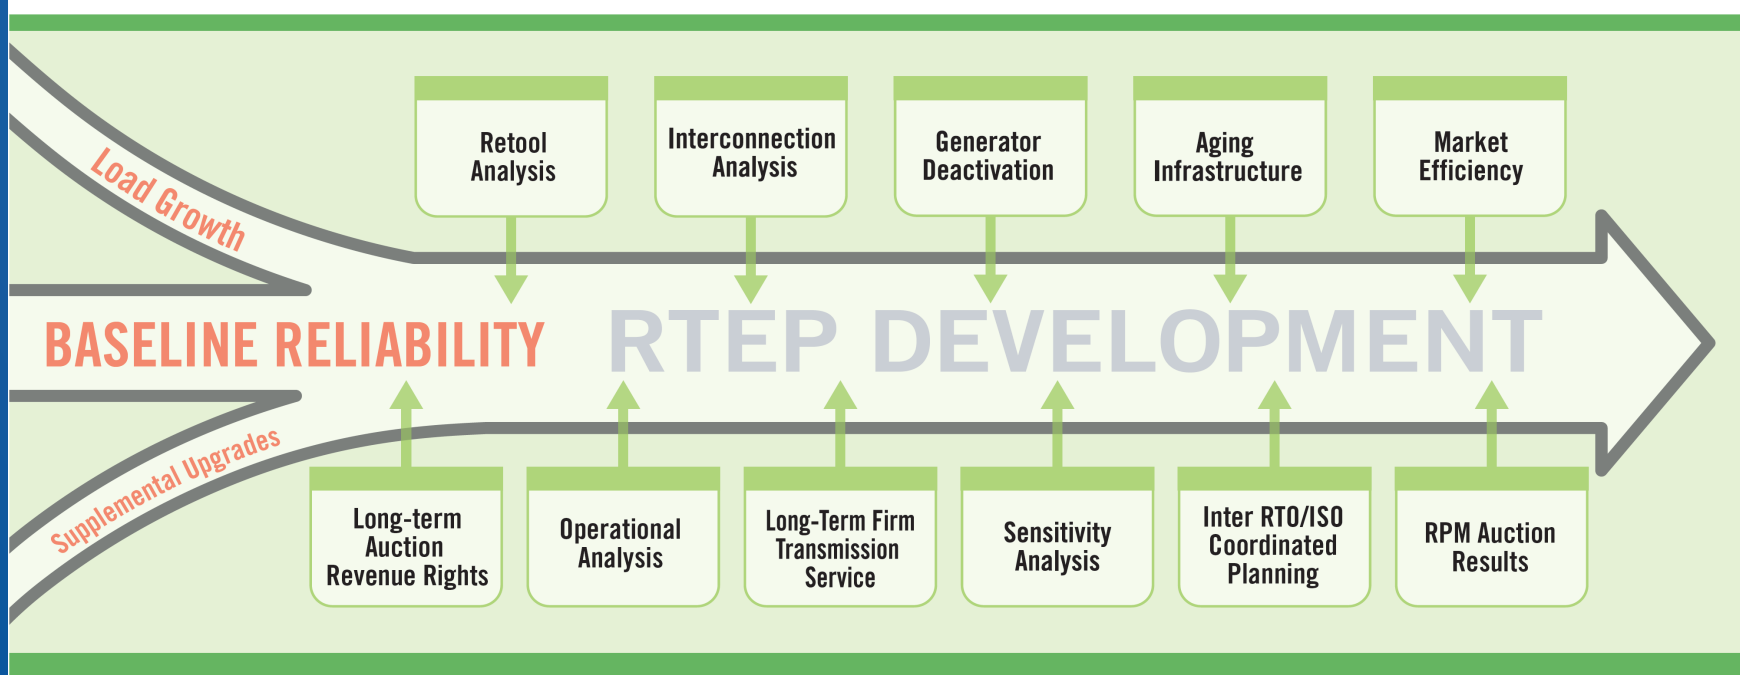 Retool
Analysis
Interconnection
Analysis
Generator
Deactivation
Aging
Infrastructure
Market
Efficiency
Load Growth
BASELINE RELIABILITY
RTEP DEVELOPMENT
Supplemental Upgrades
Long-term
Auction
Revenue Rights
Operational
Analysis
Long-Term Firm
Transmission
Service
Sensitivity
Analysis
Inter RTO/ISO
Coordinated
Planning
RPM Auction
Results